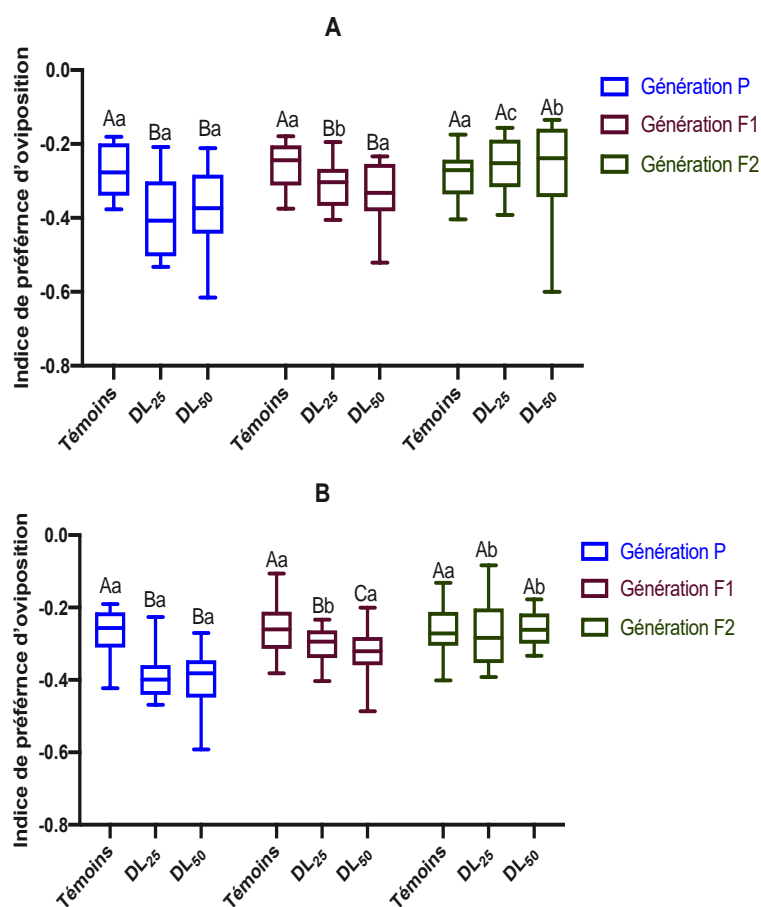 A
Indice de préférnce d'oviposition
0.0
-0.2
-0.4
-0.6
-0.8
Aa
Ba
Ba
Aa
Bb
Ba
Aa
Ac
Ab
Génération P
Génération F1
Génération F2
Témoins
DL25
DL50
Témoins
DL25
DL50
Témoins
DL25
DL50
B
Indice de préférnce d'oviposition
0.0
-0.2
-0.4
-0.6
-0.8
Aa
Ba
Ba
Aa
Bb
Ca
Aa
Ab
Ab
Génération P
Génération F1
Génération F2
Témoins
DL25
DL50
Témoins
DL25
DL50
Témoins
DL25
DL50